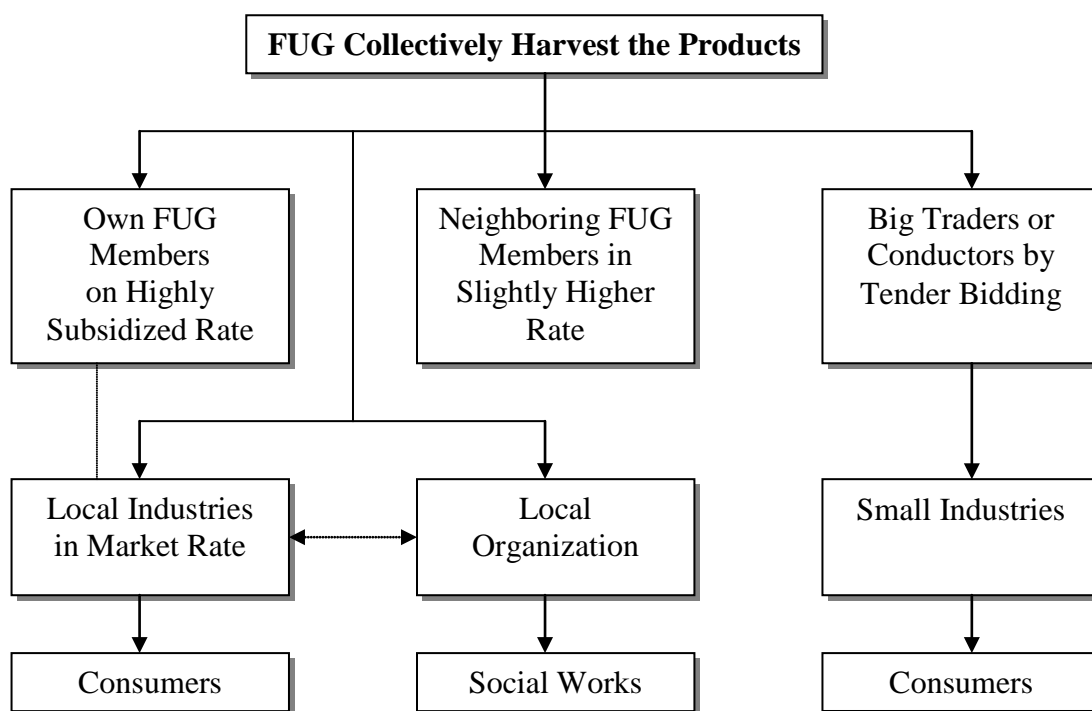 FUG Collectively Harvest the Products
Own FUG
Members
on Highly
Subsidized Rate
Neighboring FUG
Members in
Slightly Higher
Rate
Big Traders or
Conductors by
Tender Bidding
Local Industries
in Market Rate
Local
Organization
Small Industries
Consumers
Social Works
Consumers